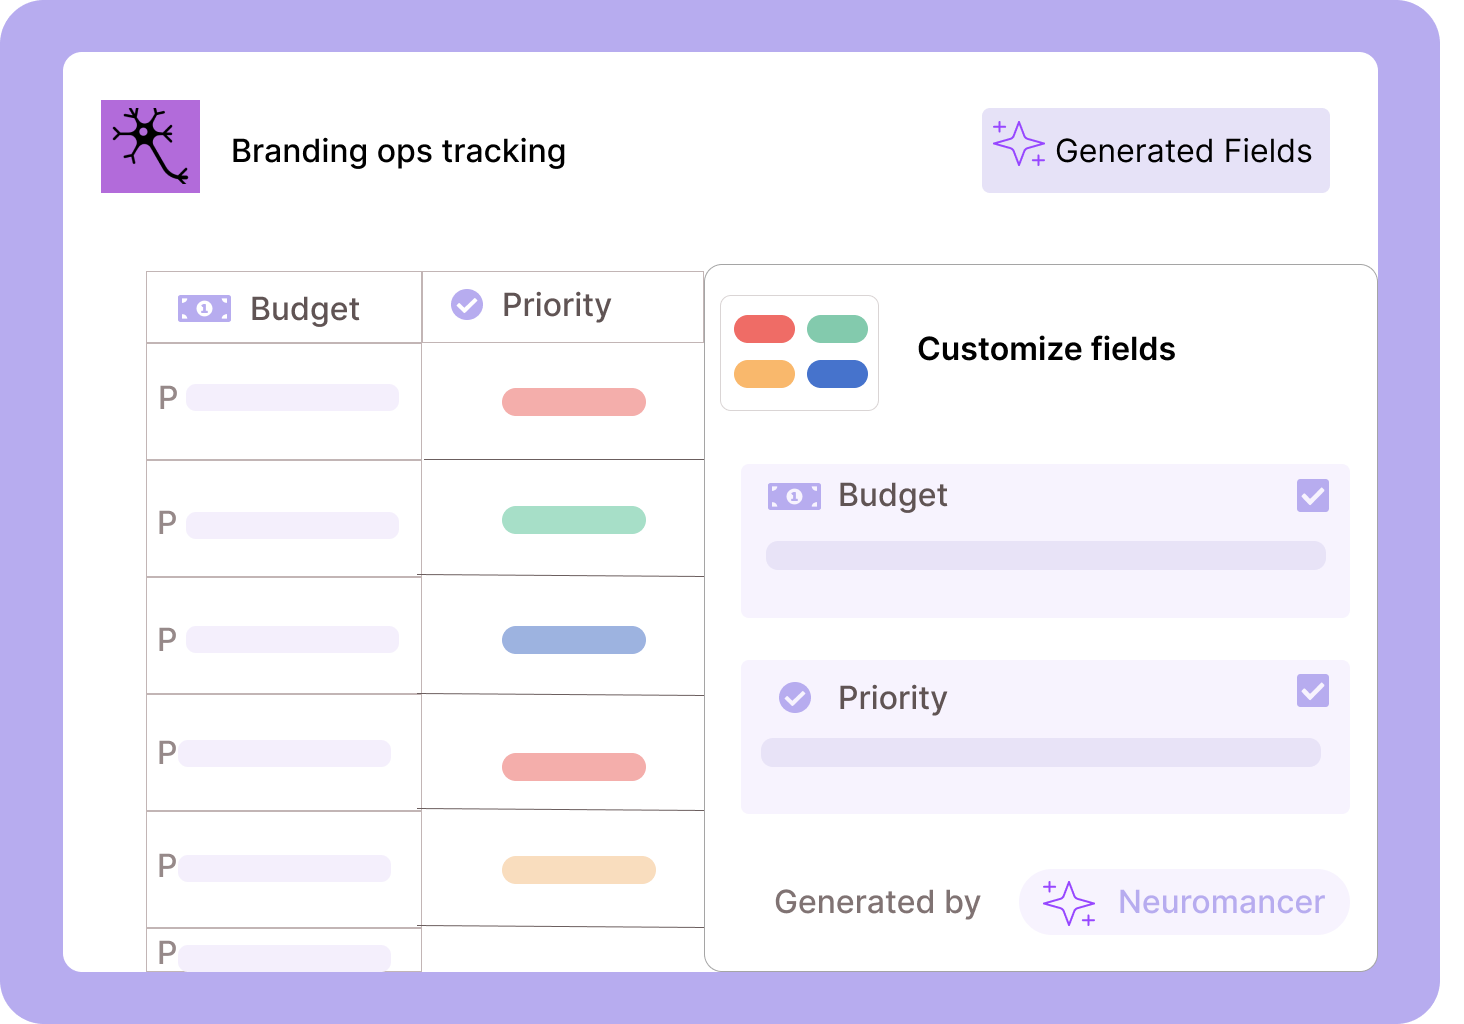 Branding ops tracking
Generated Fields
Budget
Priority
P
P
P
P
P
P
Customize fields
Budget
Priority
Generated by
Neuromancer